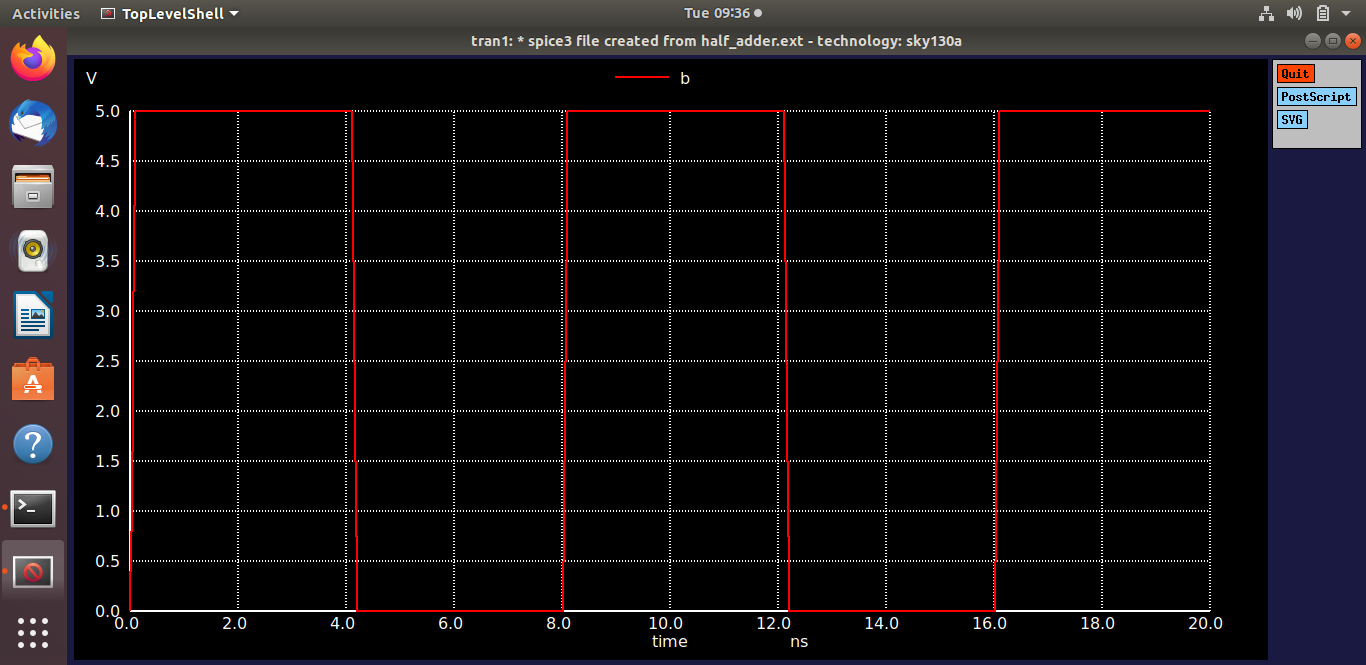 Activities TopLevelShell Tue 09:36
tran1: * spice3 file created from half_adder.ext - technology: sky130a
V b
Quit
PostScript
SVG
5.0
4.5
4.0
3.5
3.0
2.5
2.0
1.5
1.0
0.5
0.0
0.0 2.0 4.0 6.0 8.0 10.0 12.0 14.0 16.0 18.0 20.0
time ns